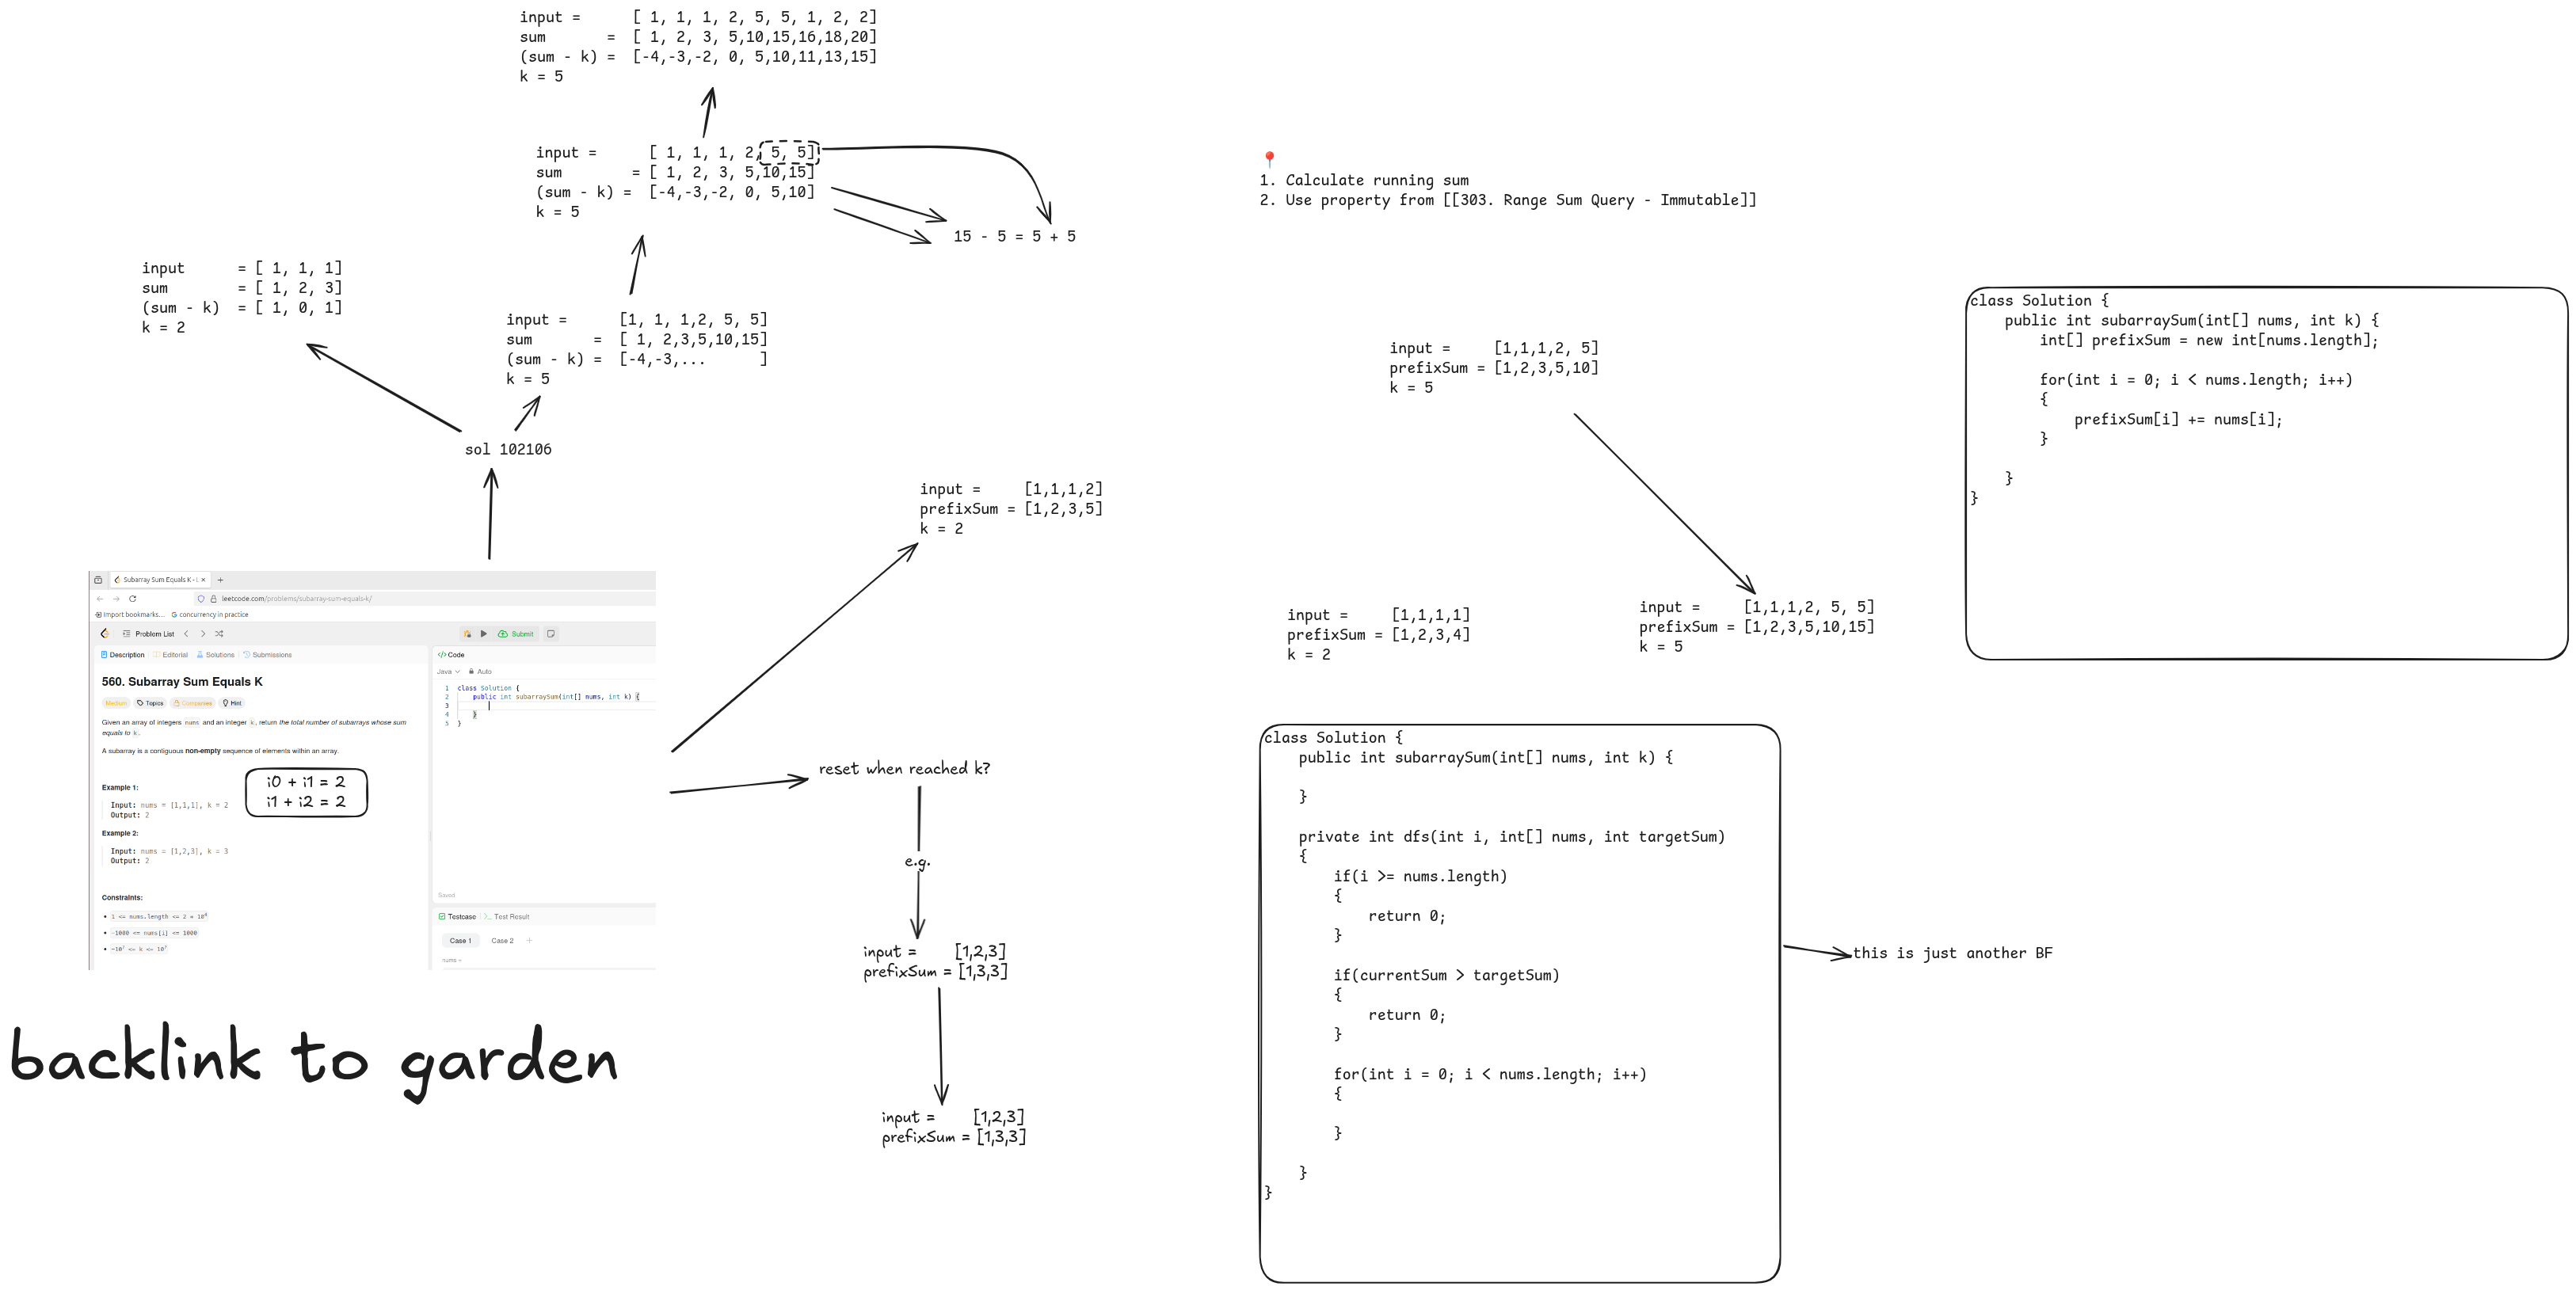 input =      [ 1, 1, 1, 2, 5, 5, 1, 2, 2]
sum       =  [ 1, 2, 3, 5,10,15,16,18,20]
(sum - k) =  [-4,-3,-2, 0, 5,10,11,13,15]
k = 5
input =      [ 1, 1, 1, 2, 5, 5]
sum        = [ 1, 2, 3, 5,10,15]
(sum - k) =  [-4,-3,-2, 0, 5,10]
k = 5
15 - 5 = 5 + 5
input      = [ 1, 1, 1]
sum        = [ 1, 2, 3]
(sum - k)  = [ 1, 0, 1]
k = 2
input =      [1, 1, 1,2, 5, 5]
sum       =  [ 1, 2,3,5,10,15]
(sum - k) =  [-4,-3,...      ]
k = 5
sol 102106
Subarray Sum Equals K - L
leetcode.com/problems/subarray-sum-equals-k/
Import bookmarks...
concurrency in practice
Problem List
Submit
Description
Editorial
Solutions
Submissions
560. Subarray Sum Equals K
Medium
Topics
Companies
Hint
Given an array of integers nums and an integer k, return the total number of subarrays whose sum
equals to k.
A subarray is a contiguous non-empty sequence of elements within an array.
Example 1:
Input: nums = [1,1,1], k = 2
Output: 2
i0 + i1 = 2
i1 + i2 = 2
Example 2:
Input: nums = [1,2,3], k = 3
Output: 2
Constraints:
1 <= nums.length <= 2 * 10⁴
-1000 <= nums[i] <= 1000
-10⁷ <= k <= 10⁷
Code
Java
Auto
1 class Solution {
2     public int subarraySum(int[] nums, int k) {
3
4     }
5 }
Saved
Testcase
Test Result
Case 1
Case 2
nums =
backlink to garden
input =     [1,1,1,2]
prefixSum = [1,2,3,5]
k = 2
reset when reached k?
e.g.
input =     [1,2,3]
prefixSum = [1,3,3]
input =     [1,2,3]
prefixSum = [1,3,3]
📍
1. Calculate running sum
2. Use property from [[303. Range Sum Query - Immutable]]
input =     [1,1,1,2, 5]
prefixSum = [1,2,3,5,10]
k = 5
input =     [1,1,1,1]
prefixSum = [1,2,3,4]
k = 2
input =     [1,1,1,2, 5, 5]
prefixSum = [1,2,3,5,10,15]
k = 5
class Solution {
    public int subarraySum(int[] nums, int k) {
        int[] prefixSum = new int[nums.length];
        for(int i = 0; i < nums.length; i++)
        {
            prefixSum[i] += nums[i];
        }
    }
}
class Solution {
    public int subarraySum(int[] nums, int k) {
    }
    private int dfs(int i, int[] nums, int targetSum)
    {
        if(i >= nums.length)
        {
            return 0;
        }
        if(currentSum > targetSum)
        {
            return 0;
        }
        for(int i = 0; i < nums.length; i++)
        {
        }
    }
}
this is just another BF